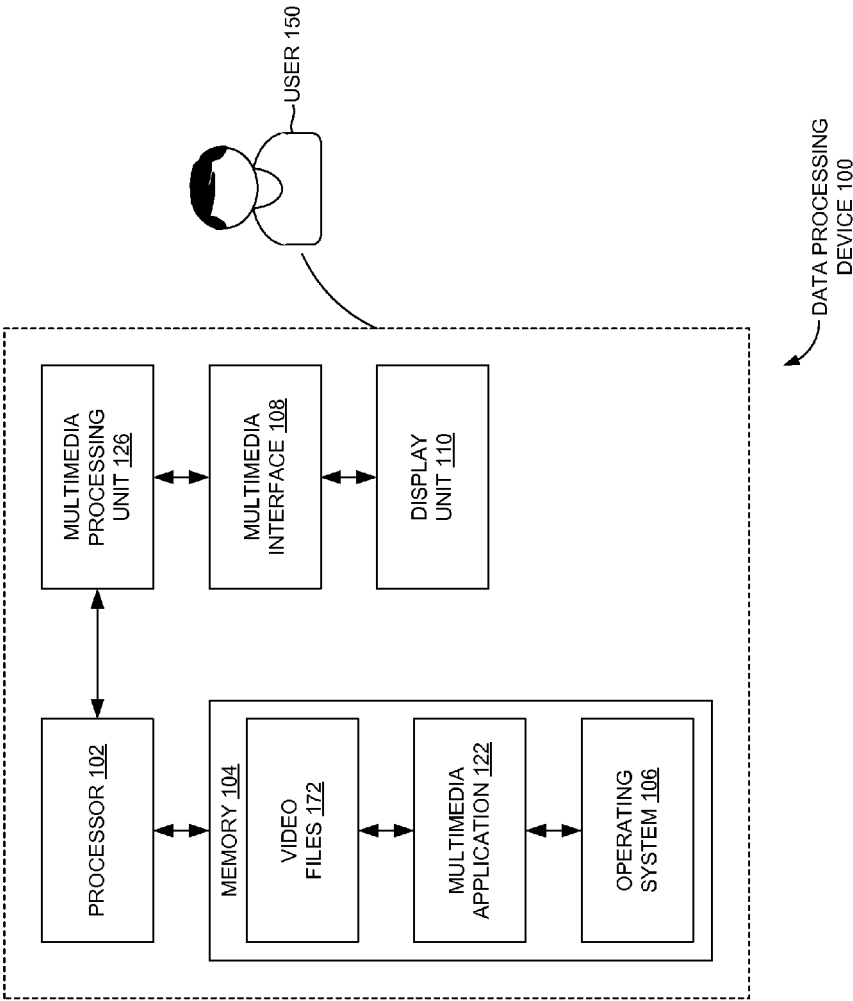 PROCESSOR 102
MEMORY 104
VIDEO
FILES 172
MULTIMEDIA
APPLICATION 122
OPERATING
SYSTEM 106
MULTIMEDIA
PROCESSING
UNIT 126
MULTIMEDIA
INTERFACE 108
DISPLAY
UNIT 110
USER 150
DATA PROCESSING
DEVICE 100